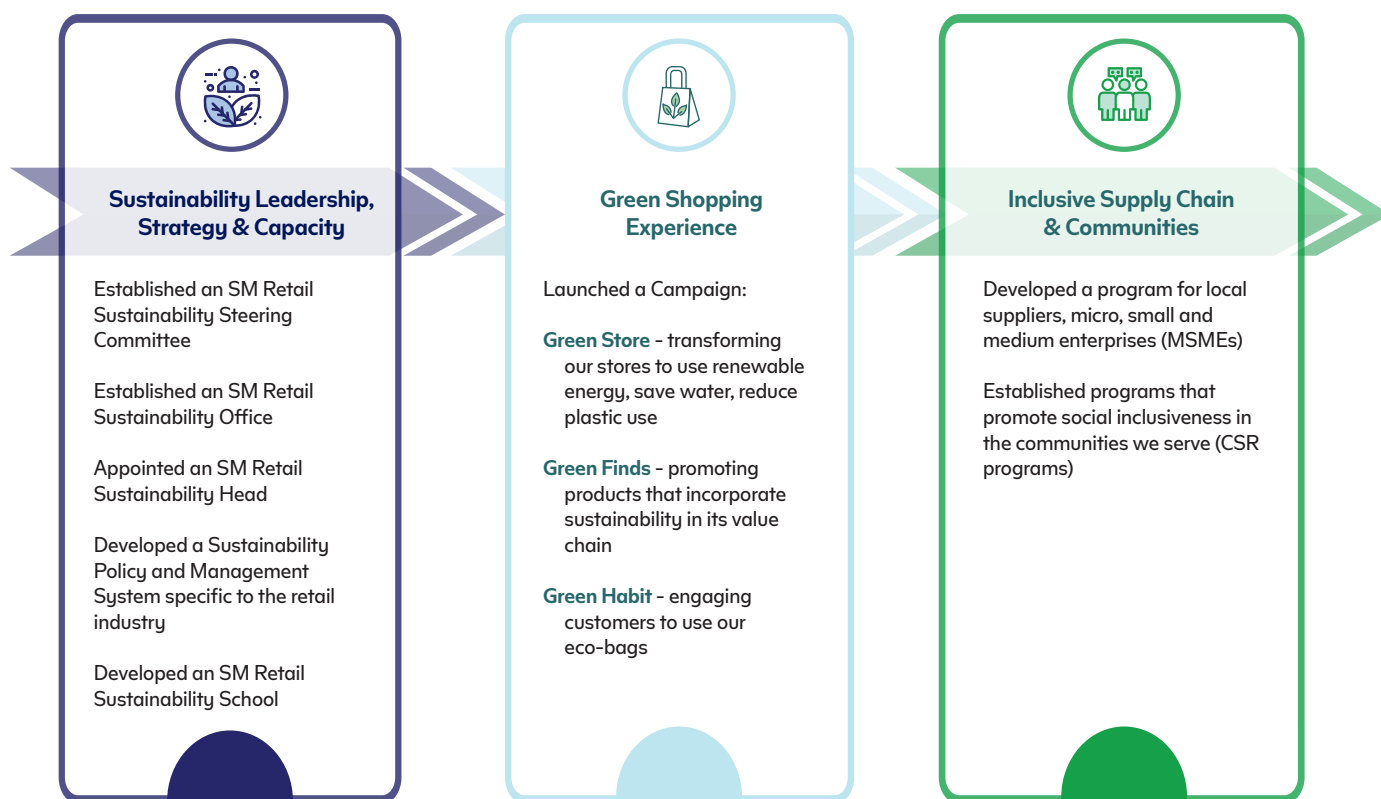 Sustainability Leadership,
Strategy & Capacity
Established an SM Retail
Sustainability Steering
Committee
Established an SM Retail
Sustainability Office
Appointed an SM Retail
Sustainability Head
Developed a Sustainability
Policy and Management
System specific to the retail
industry
Developed an SM Retail
Sustainability School
Green Shopping
Experience
Launched a Campaign:
Green Store - transforming
our stores to use renewable
energy, save water, reduce
plastic use
Green Finds - promoting
products that incorporate
sustainability in its value
chain
Green Habit - engaging
customers to use our
eco-bags
Inclusive Supply Chain
& Communities
Developed a program for local
suppliers, micro, small and
medium enterprises (MSMEs)
Established programs that
promote social inclusiveness in
the communities we serve (CSR
programs)